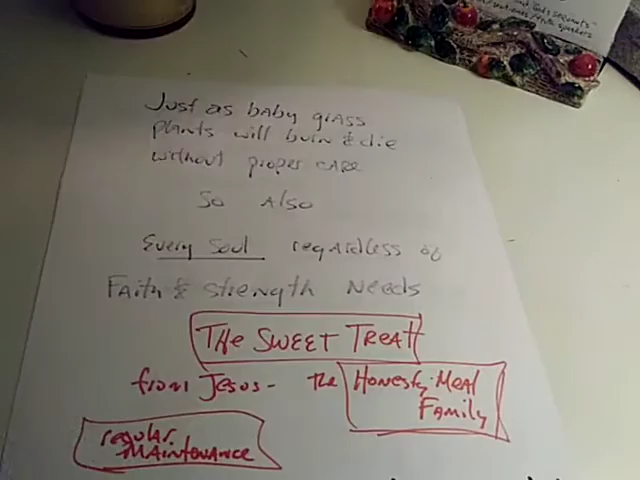 Just as baby grass
plants will burn & die
without proper care
So Also
Every Soul regardless of
Faith & Strength Needs
THE SWEET TREAT
from Jesus- the Honesty-Meal
Family
regular
MAINTENANCE